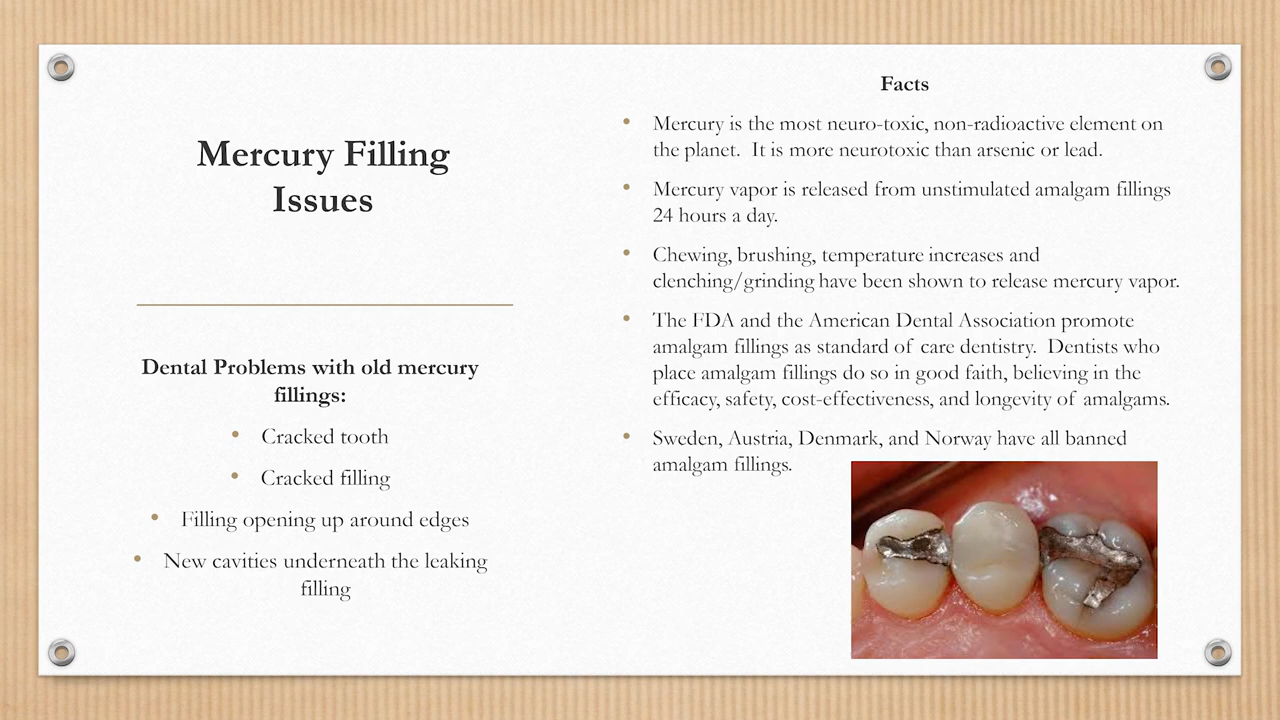 Mercury Filling
Issues
Dental Problems with old mercury
fillings:
• Cracked tooth
• Cracked filling
• Filling opening up around edges
• New cavities underneath the leaking
filling
Facts
• Mercury is the most neuro-toxic, non-radioactive element on
the planet.  It is more neurotoxic than arsenic or lead.
• Mercury vapor is released from unstimulated amalgam fillings
24 hours a day.
• Chewing, brushing, temperature increases and
clenching/grinding have been shown to release mercury vapor.
• The FDA and the American Dental Association promote
amalgam fillings as standard of care dentistry.  Dentists who
place amalgam fillings do so in good faith, believing in the
efficacy, safety, cost-effectiveness, and longevity of amalgams.
• Sweden, Austria, Denmark, and Norway have all banned
amalgam fillings.